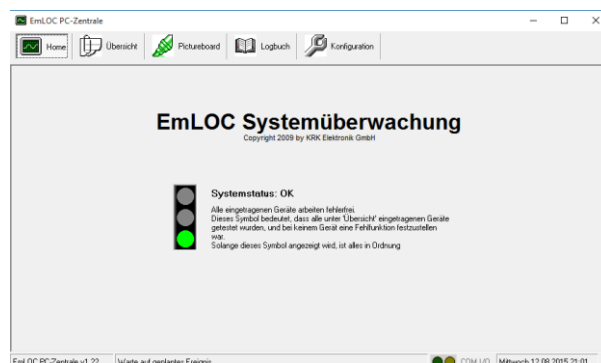 EmLOC PC-Zentrale
Home Übersicht Pictureboard Logbuch Konfiguration
EmLOC Systemüberwachung
Copyright 2009 by KRK Elektronik GmbH
Systemstatus: OK
Alle eingetragenen Geräte arbeiten fehlerfrei.
Dieses Symbol bedeutet, dass alle unter 'Übersicht' eingetragenen Geräte
getestet wurden, und bei keinem Gerät eine Fehlfunktion festzustellen
war.
Solange dieses Symbol angezeigt wird, ist alles in Ordnung
EmLOC PC-Zentrale v1.22 Warte auf geplantes Ereignis COM I/O Mittwoch 12.08.2015 21:01